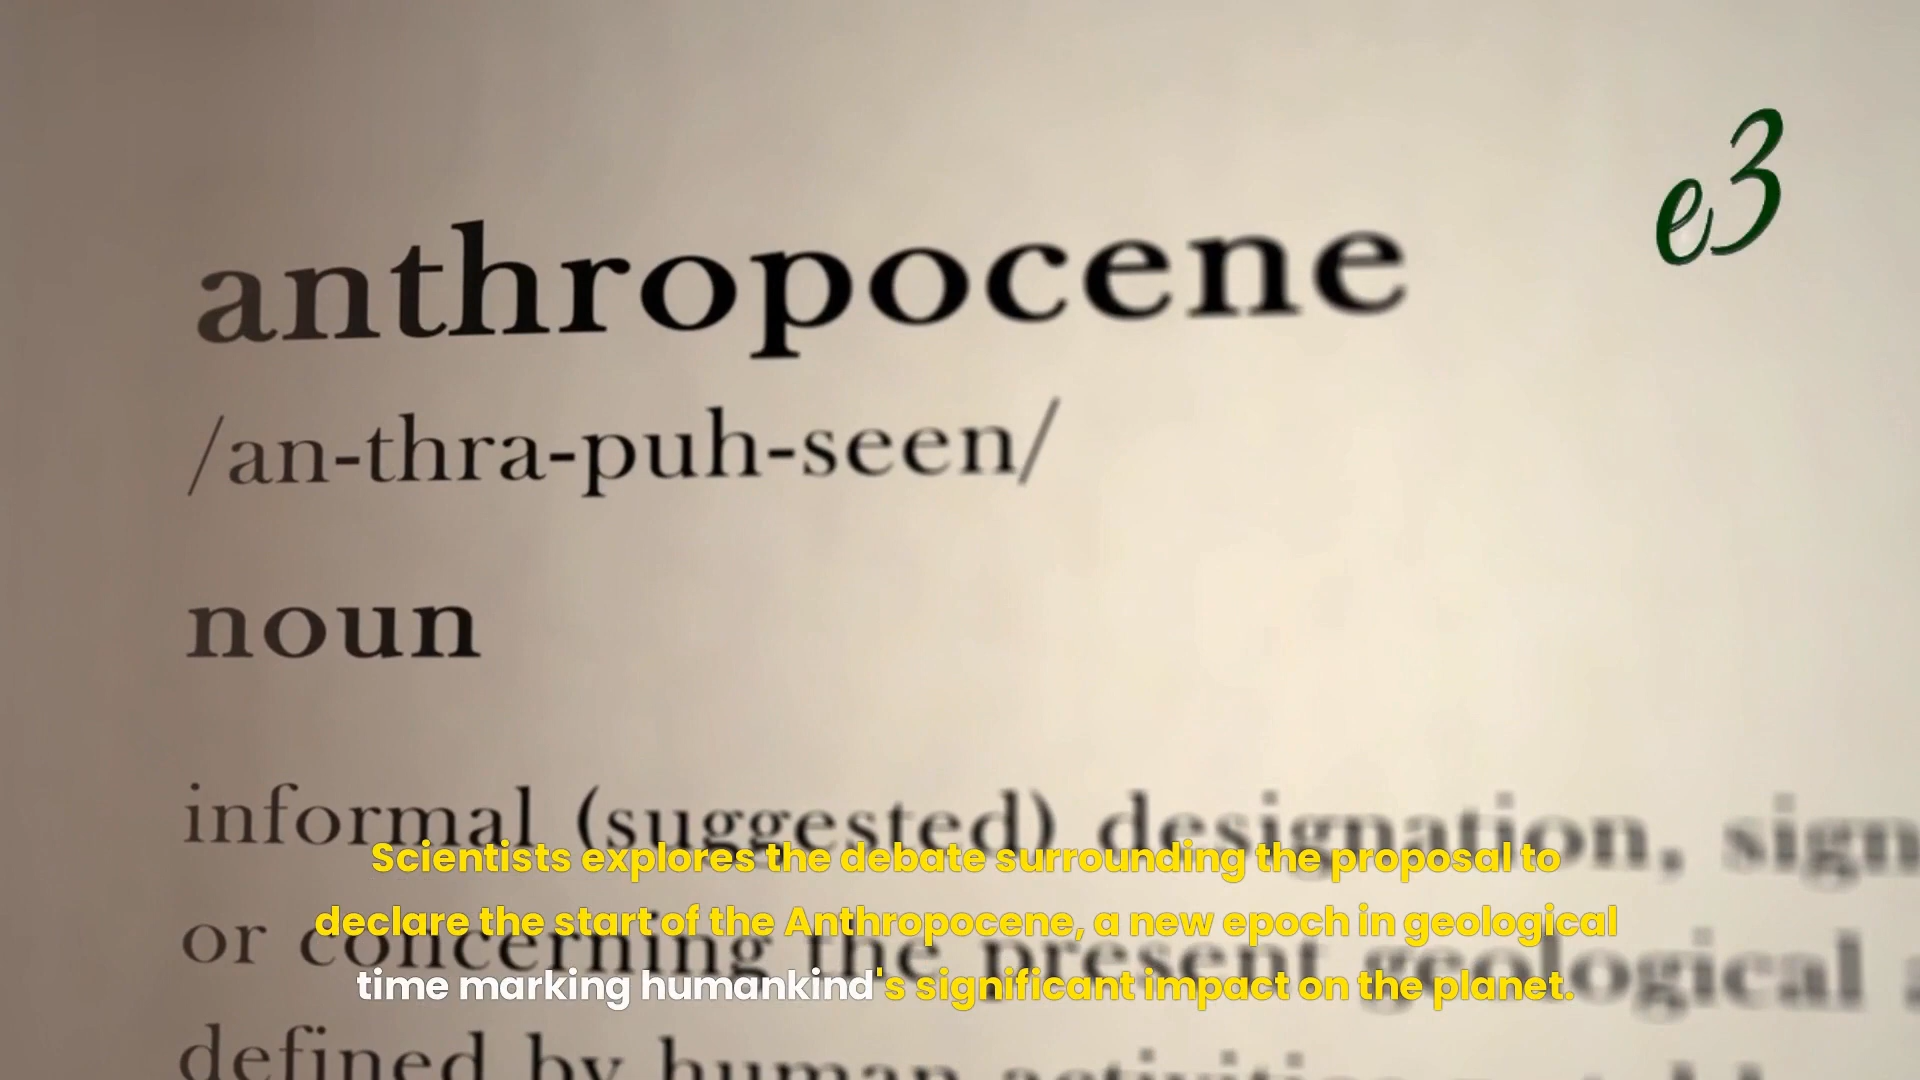 e3
anthropocene
/an-thra-puh-seen/
noun
informal (suggested) designation, sign
Scientists explores the debate surrounding the proposal to
or concerning the present geological
declare the start of the Anthropocene, a new epoch in geological
time marking humankind's significant impact on the planet.
defined by human activities